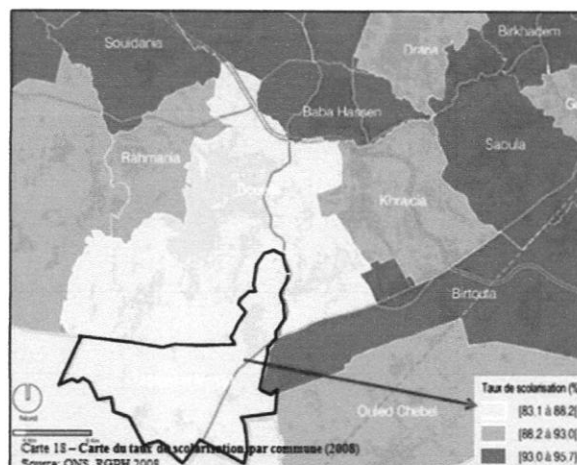 Souidania
Draria
Birkhadem
Baba Hassen
Saoula
Rahmania
Khraicia
Birtouta
Ouled Chebel
Nord
Taux de scolarisation (%)
[83.1 à 88.2[
[88.2 à 93.0[
[93.0 à 95.7]
Carte 18 – Carte du taux de scolarisation par commune (2008)
Source: ONS, RGPH 2008